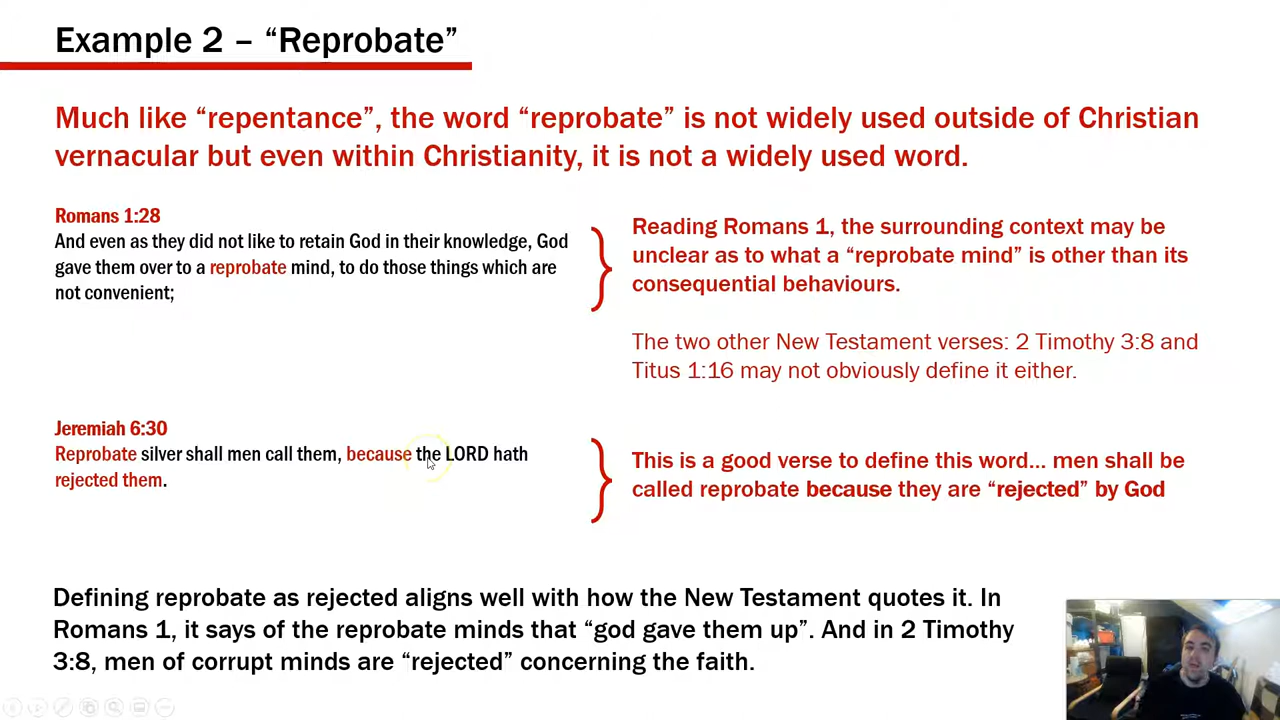 Example 2 – “Reprobate”
Much like “repentance”, the word “reprobate” is not widely used outside of Christian
vernacular but even within Christianity, it is not a widely used word.
Romans 1:28
And even as they did not like to retain God in their knowledge, God
gave them over to a reprobate mind, to do those things which are
not convenient;
Reading Romans 1, the surrounding context may be
unclear as to what a “reprobate mind” is other than its
consequential behaviours.
The two other New Testament verses: 2 Timothy 3:8 and
Titus 1:16 may not obviously define it either.
Jeremiah 6:30
Reprobate silver shall men call them, because the LORD hath
rejected them.
This is a good verse to define this word... men shall be
called reprobate because they are “rejected” by God
Defining reprobate as rejected aligns well with how the New Testament quotes it. In
Romans 1, it says of the reprobate minds that “god gave them up”. And in 2 Timothy
3:8, men of corrupt minds are “rejected” concerning the faith.